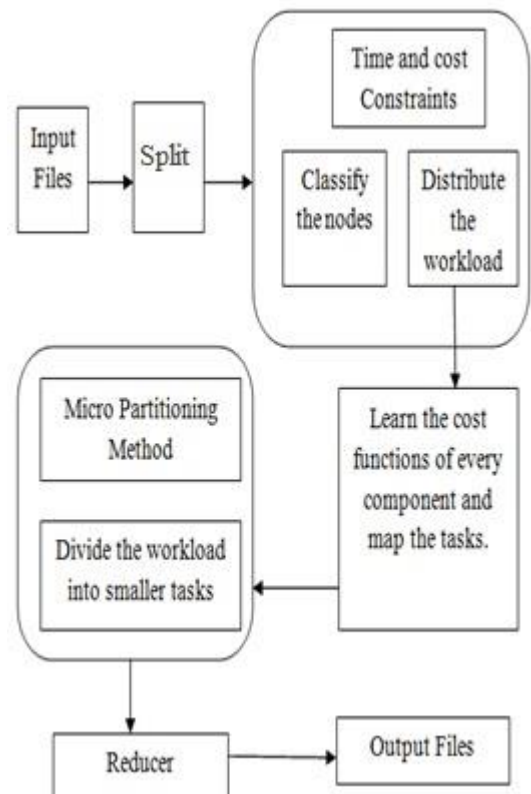 Input
Files
Split
Time and cost
Constraints
Classify
the nodes
Distribute
the
workload
Learn the cost
functions of every
component and
map the tasks.
Micro Partitioning
Method
Divide the workload
into smaller tasks
Reducer
Output Files